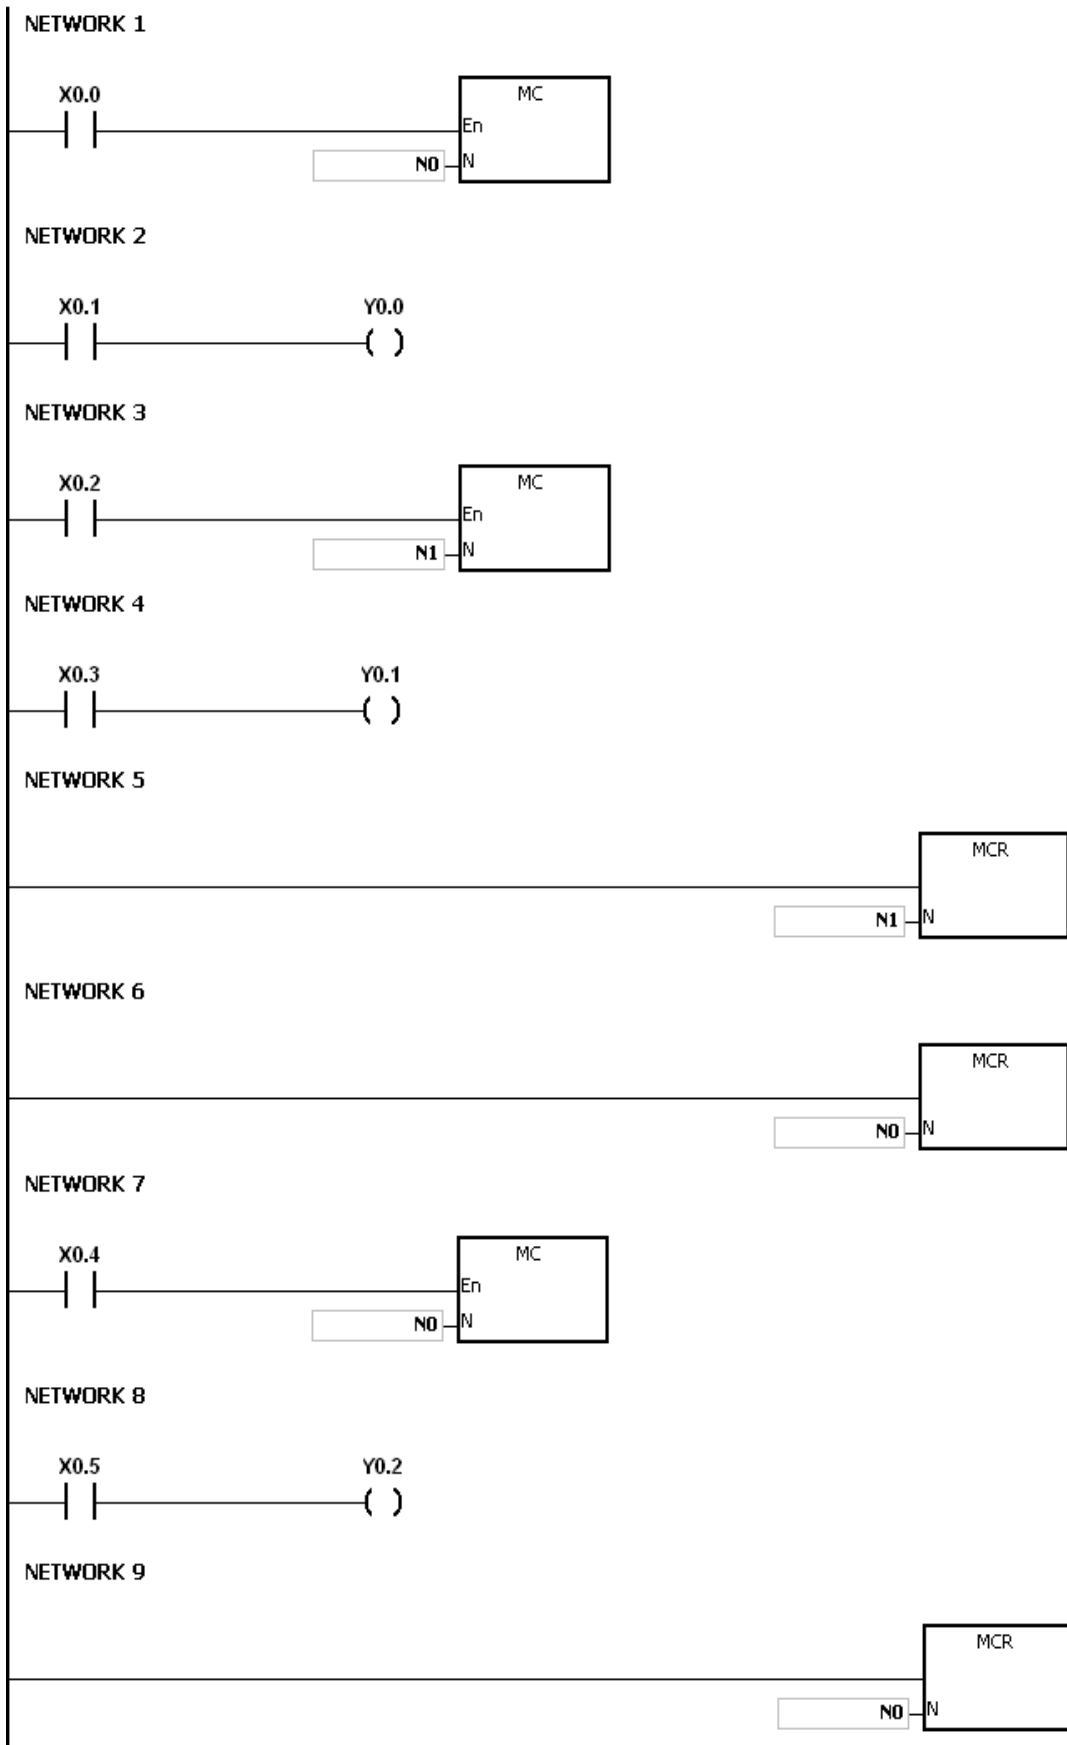 NETWORK 1
X0.0
MC
En
N0 N
NETWORK 2
X0.1 Y0.0
NETWORK 3
X0.2
MC
En
N1 N
NETWORK 4
X0.3 Y0.1
NETWORK 5
MCR
N1 N
NETWORK 6
MCR
N0 N
NETWORK 7
X0.4
MC
En
N0 N
NETWORK 8
X0.5 Y0.2
NETWORK 9
MCR
N0 N